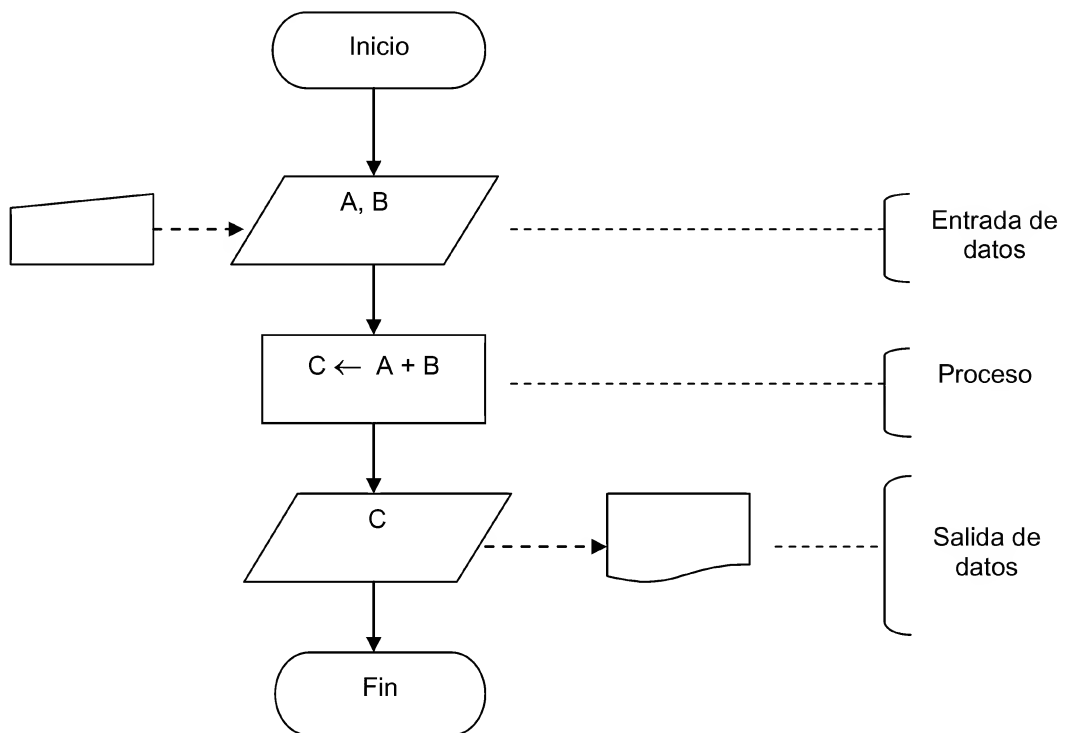 Inicio
A, B
Entrada de
datos
C ← A + B
Proceso
C
Salida de
datos
Fin